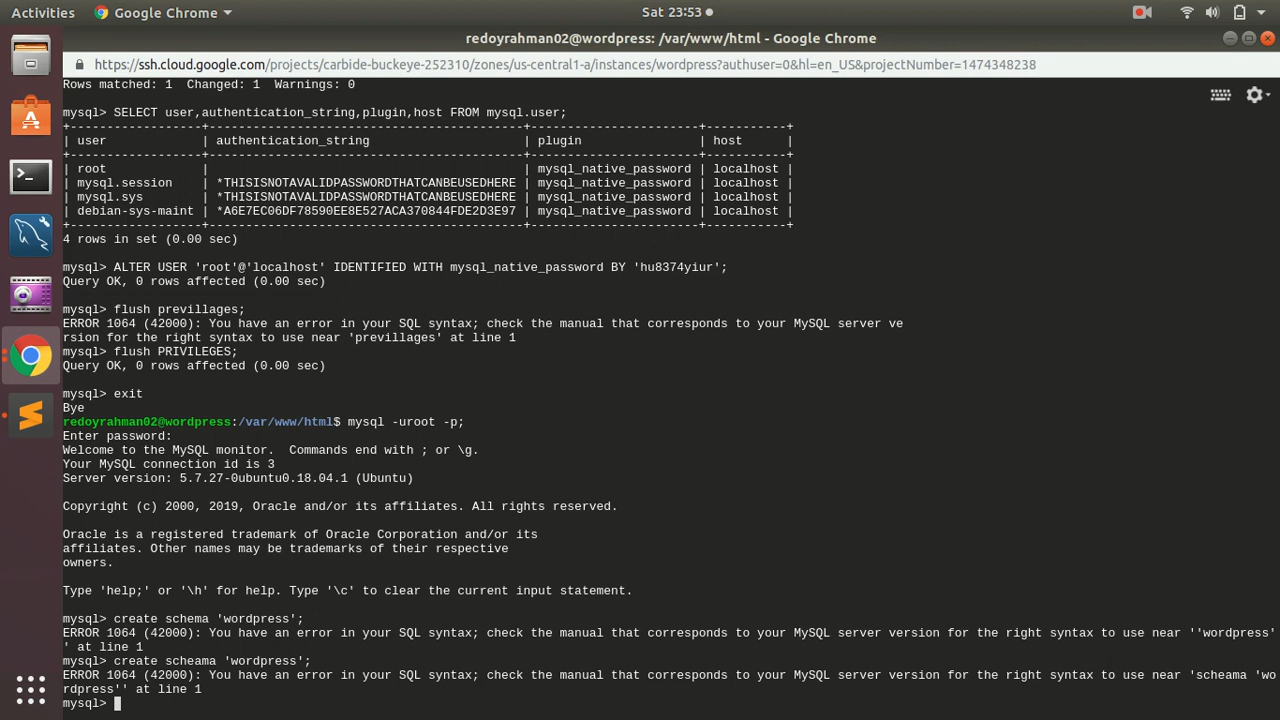 Activities Google Chrome Sat 23:53
redoyrahman02@wordpress: /var/www/html - Google Chrome
https://ssh.cloud.google.com/projects/carbide-buckeye-252310/zones/us-central1-a/instances/wordpress?authuser=0&hl=en_US&projectNumber=1474348238
Rows matched: 1  Changed: 1  Warnings: 0
mysql> SELECT user,authentication_string,plugin,host FROM mysql.user;
+------------------+-------------------------------------------+-----------------------+-----------+
| user             | authentication_string                     | plugin                | host      |
+------------------+-------------------------------------------+-----------------------+-----------+
| root             |                                           | mysql_native_password | localhost |
| mysql.session    | *THISISNOTAVALIDPASSWORDTHATCANBEUSEDHERE | mysql_native_password | localhost |
| mysql.sys        | *THISISNOTAVALIDPASSWORDTHATCANBEUSEDHERE | mysql_native_password | localhost |
| debian-sys-maint | *A6E7EC06DF78590EE8E527ACA370844FDE2D3E97 | mysql_native_password | localhost |
+------------------+-------------------------------------------+-----------------------+-----------+
4 rows in set (0.00 sec)
mysql> ALTER USER 'root'@'localhost' IDENTIFIED WITH mysql_native_password BY 'hu8374yiur';
Query OK, 0 rows affected (0.00 sec)
mysql> flush previllages;
ERROR 1064 (42000): You have an error in your SQL syntax; check the manual that corresponds to your MySQL server ve
rsion for the right syntax to use near 'previllages' at line 1
mysql> flush PRIVILEGES;
Query OK, 0 rows affected (0.00 sec)
mysql> exit
Bye
redoyrahman02@wordpress:/var/www/html$ mysql -uroot -p;
Enter password:
Welcome to the MySQL monitor.  Commands end with ; or \g.
Your MySQL connection id is 3
Server version: 5.7.27-0ubuntu0.18.04.1 (Ubuntu)
Copyright (c) 2000, 2019, Oracle and/or its affiliates. All rights reserved.
Oracle is a registered trademark of Oracle Corporation and/or its
affiliates. Other names may be trademarks of their respective
owners.
Type 'help;' or '\h' for help. Type '\c' to clear the current input statement.
mysql> create schema 'wordpress';
ERROR 1064 (42000): You have an error in your SQL syntax; check the manual that corresponds to your MySQL server version for the right syntax to use near ''wordpress'
' at line 1
mysql> create scheama 'wordpress';
ERROR 1064 (42000): You have an error in your SQL syntax; check the manual that corresponds to your MySQL server version for the right syntax to use near 'scheama 'wo
rdpress'' at line 1
mysql>